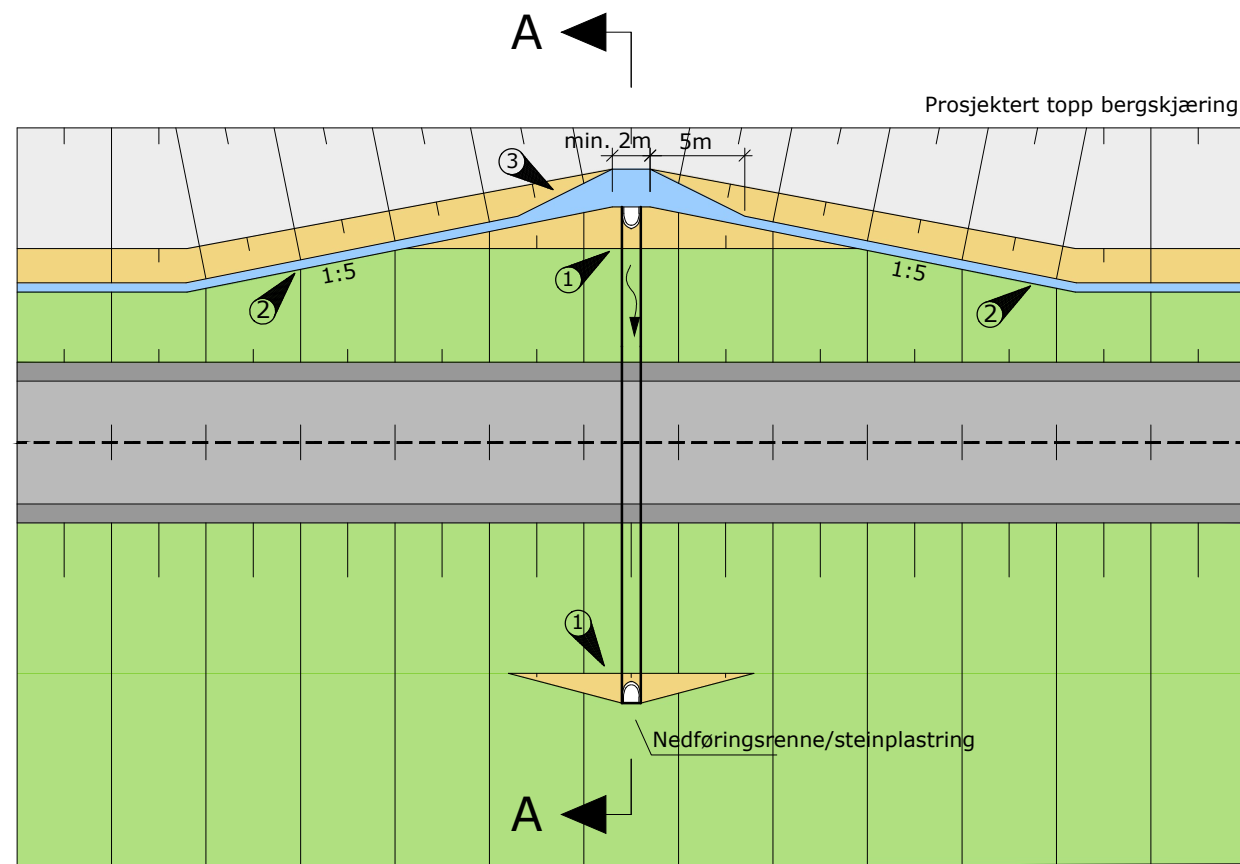 A
Prosjektert topp bergskjæring
min. 2m
5m
3
1
1:5
1:5
2
2
1
Nedføringsrenne/steinplastring
A